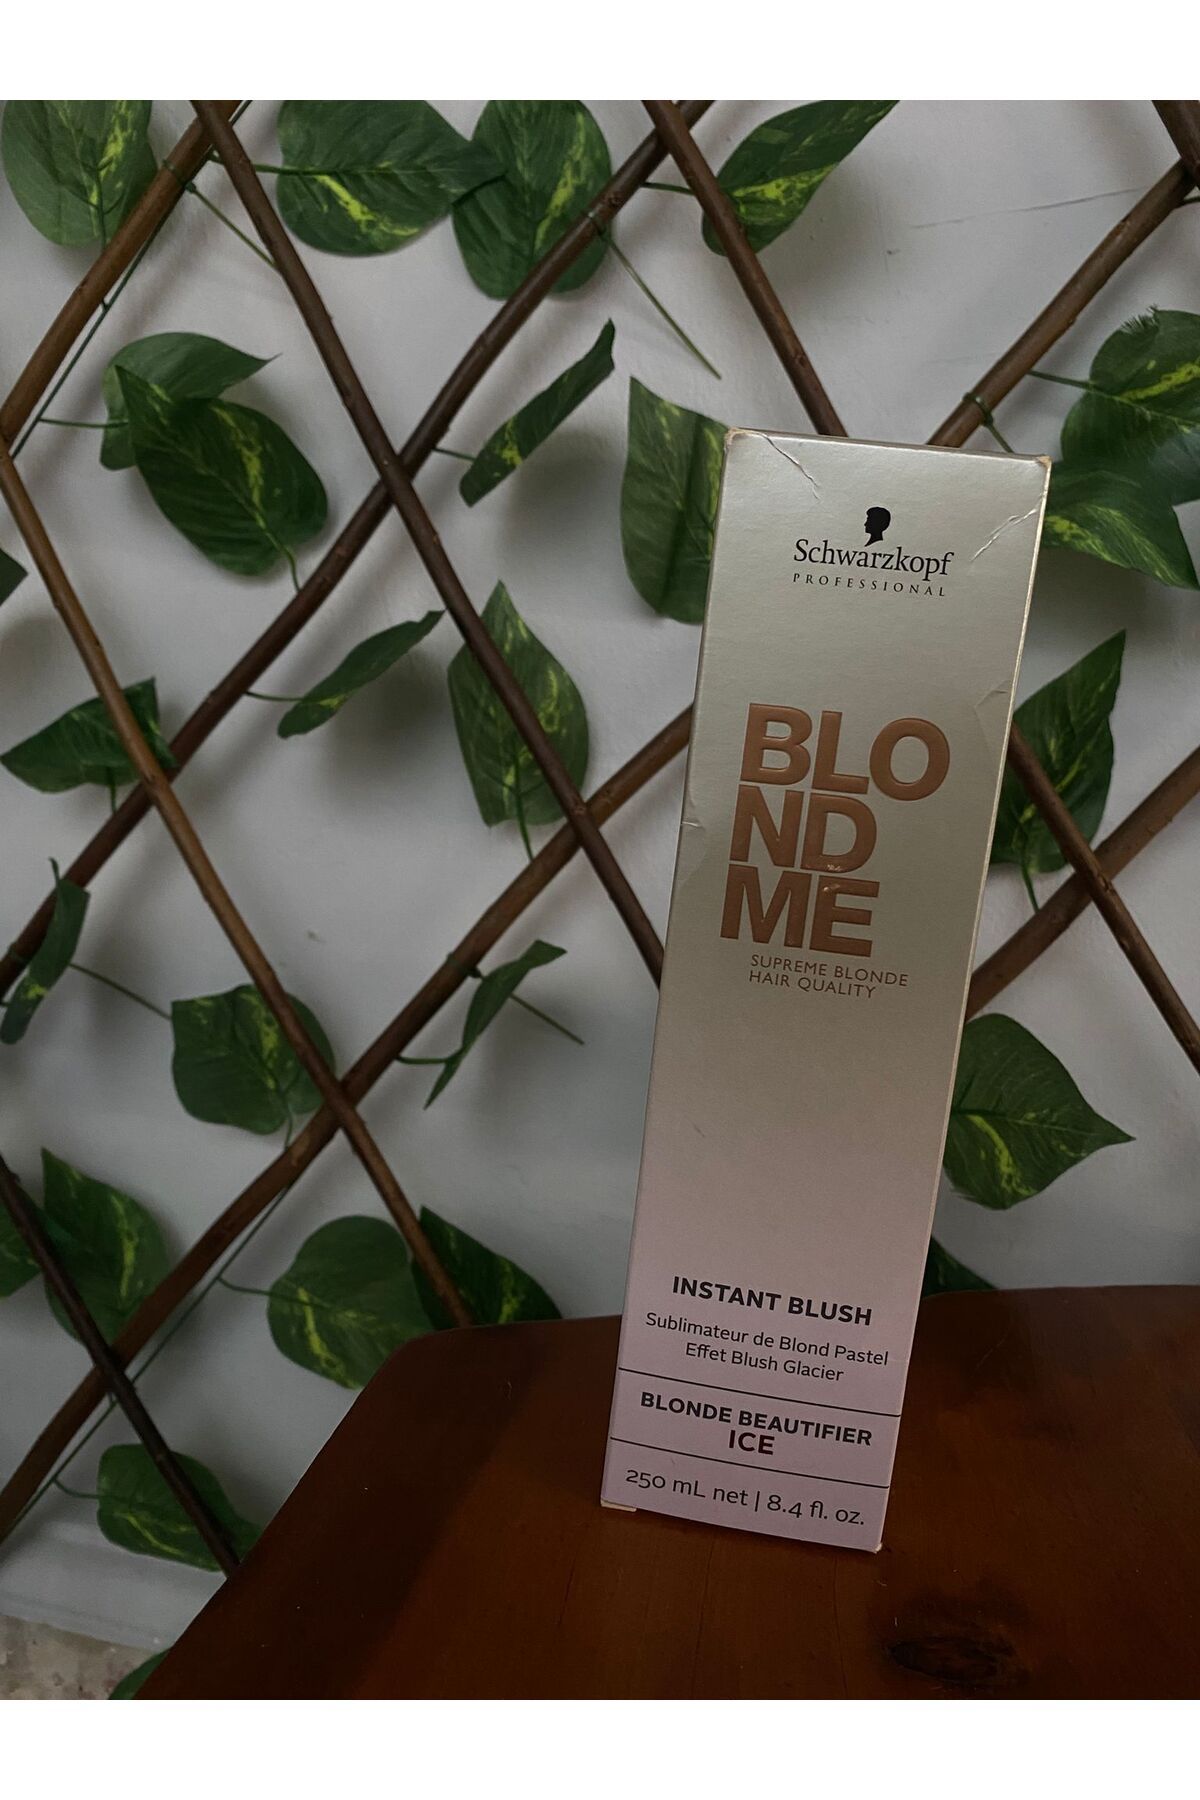 Schwarzkopf
PROFESSIONAL
BLO
ND
ME
SUPREME BLONDE
HAIR QUALITY
INSTANT BLUSH
Sublimateur de Blond Pastel
Effet Blush Glacier
BLONDE BEAUTIFIER
ICE
250 mL net | 8.4 fl. oz.